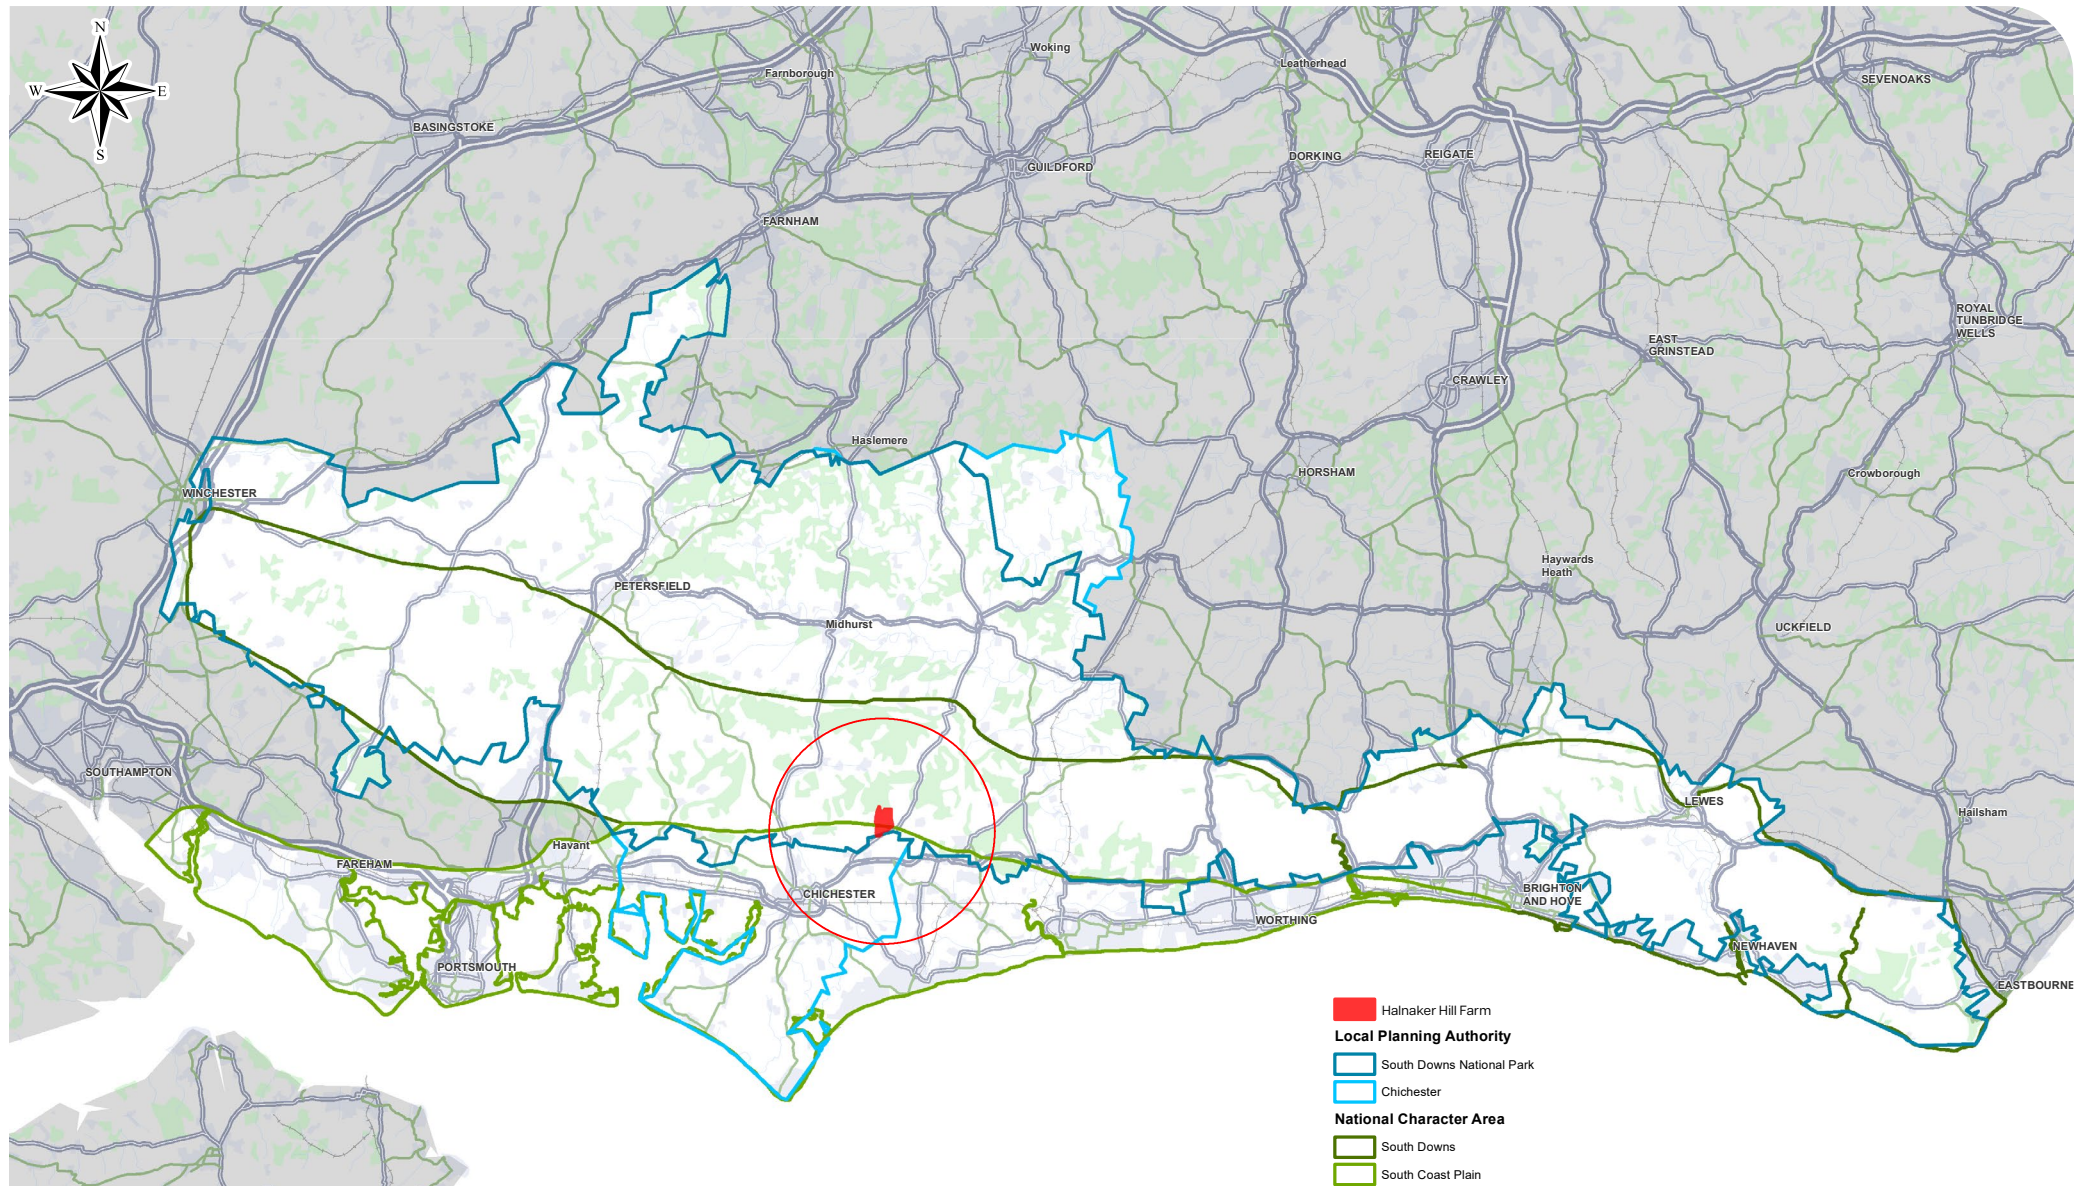 N
W
E
S
Woking
Farnborough
Leatherhead
SEVENOAKS
BASINGSTOKE
GUILDFORD
DORKING
REIGATE
FARNHAM
ROYAL
TUNBRIDGE
WELLS
EAST
GRINSTEAD
CRAWLEY
Haslemere
HORSHAM
Crowborough
WINCHESTER
Haywards
Heath
PETERSFIELD
Midhurst
UCKFIELD
SOUTHAMPTON
LEWES
Hailsham
Havant
FAREHAM
CHICHESTER
BRIGHTON
AND HOVE
WORTHING
NEWHAVEN
PORTSMOUTH
EASTBOURNE
Halnaker Hill Farm
Local Planning Authority
South Downs National Park
Chichester
National Character Area
South Downs
South Coast Plain